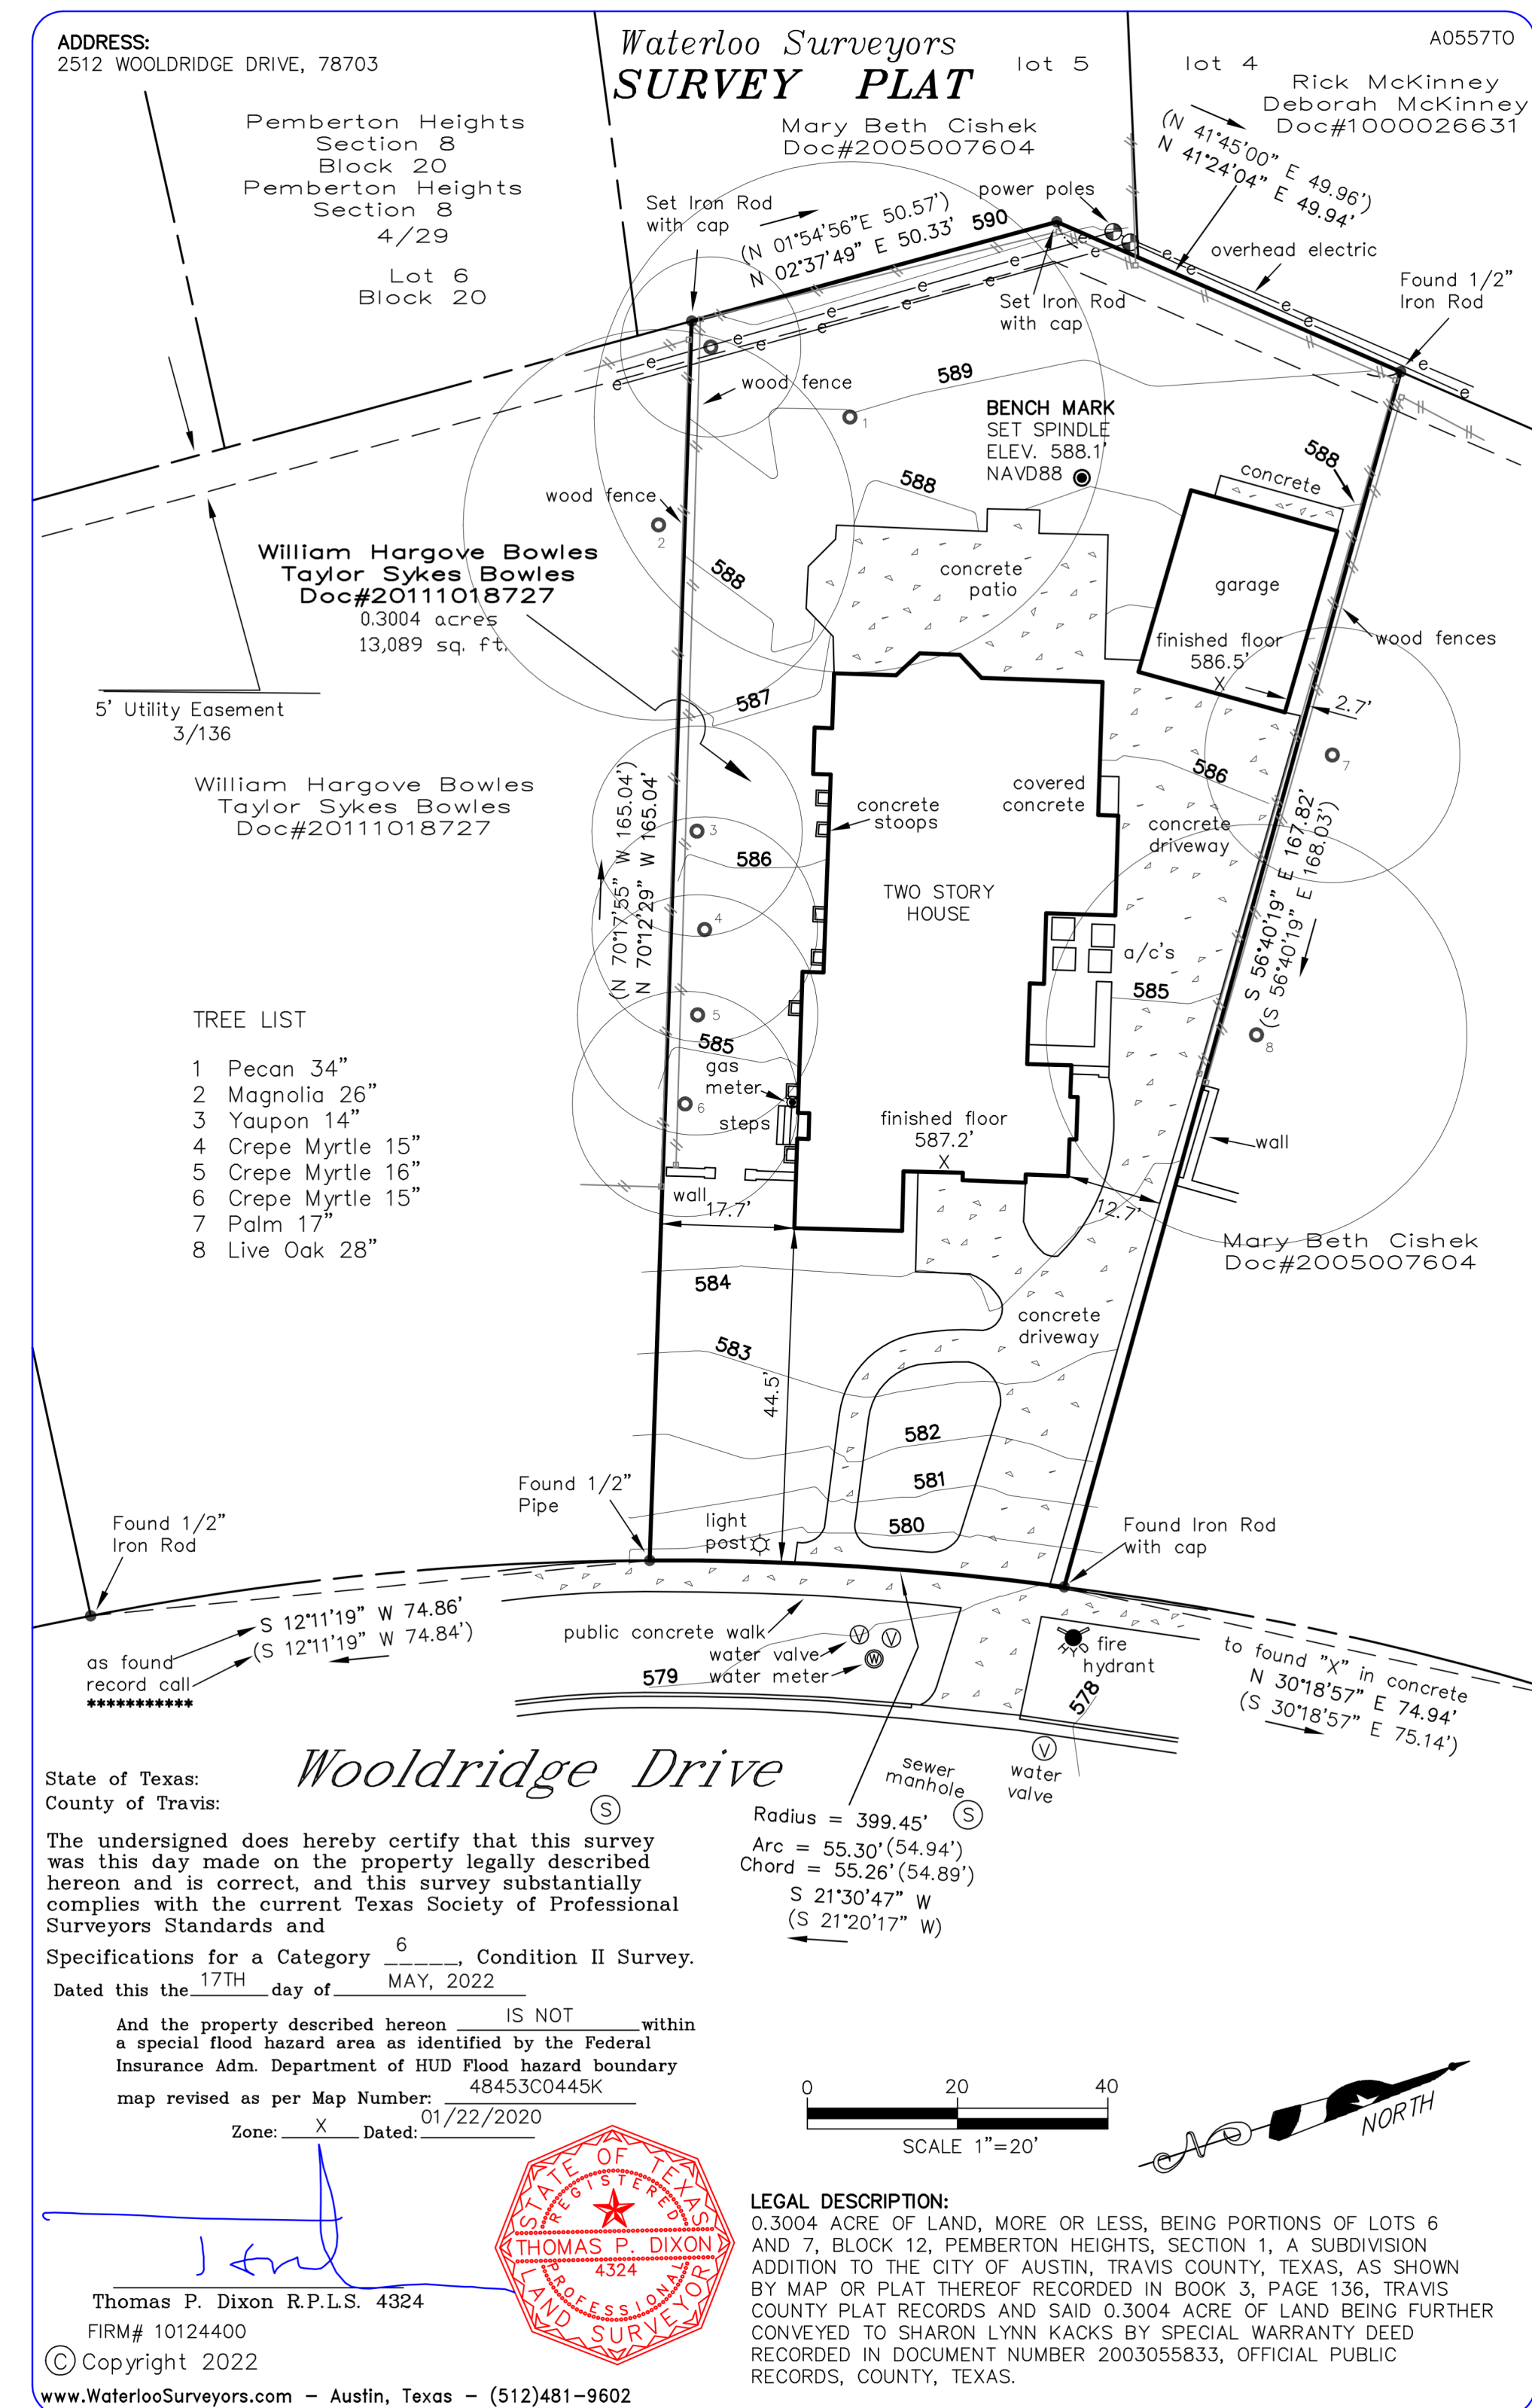 ADDRESS:
2512 WOOLDRIDGE DRIVE, 78703
Waterloo Surveyors
SURVEY PLAT
A0557TO
lot 5
lot 4
Rick McKinney
Deborah McKinney
Doc#1000026631
Pemberton Heights
Section 8
Block 20
Pemberton Heights
Section 8
4/29
Lot 6
Block 20
Mary Beth Cishek
Doc#2005007604
(N 41°45'00" E 49.96')
N 41°24'04" E 49.94'
Set Iron Rod
with cap
(N 01°54'56"E 50.57')
N 02°37'49" E 50.33'
590
power poles
overhead electric
Found 1/2"
Iron Rod
Set Iron Rod
with cap
e e e e e e e e e e e e e e e e
wood fence
589
1
BENCH MARK
SET SPINDLE
ELEV. 588.1'
NAVD88
588
588
concrete
wood fence
2
William Hargove Bowles
Taylor Sykes Bowles
Doc#20111018727
0.3004 acres
13,089 sq. ft.
588
concrete
patio
garage
finished floor
586.5'
X
wood fences
5' Utility Easement
3/136
587
2.7'
7
586
William Hargove Bowles
Taylor Sykes Bowles
Doc#20111018727
(N 70°17'55" W 165.04')
N 70°12'29" W 165.04'
3
concrete
stoops
covered
concrete
concrete
driveway
586
TWO STORY
HOUSE
S 56°40'19" E 167.82'
(S 56°40'19" E 168.03')
4
a/c's
585
5
8
585
gas
meter
6
steps
finished floor
587.2'
X
wall
wall
17.7'
12.7'
TREE LIST
1 Pecan 34"
2 Magnolia 26"
3 Yaupon 14"
4 Crepe Myrtle 15"
5 Crepe Myrtle 16"
6 Crepe Myrtle 15"
7 Palm 17"
8 Live Oak 28"
Mary Beth Cishek
Doc#2005007604
584
concrete
driveway
583
44.5'
582
581
580
Found 1/2"
Pipe
light
post
Found 1/2"
Iron Rod
Found Iron Rod
with cap
S 12°11'19" W 74.86'
(S 12°11'19" W 74.84')
as found
record call
***********
public concrete walk
water valve
water meter
V V
W
579
HYD
fire
hydrant
578
to found "X" in concrete
N 30°18'57" E 74.94'
(S 30°18'57" E 75.14')
Wooldridge Drive
S
sewer
manhole
S
V
water
valve
Radius = 399.45'
Arc = 55.30'(54.94')
Chord = 55.26'(54.89')
S 21°30'47" W
(S 21°20'17" W)
State of Texas:
County of Travis:
The undersigned does hereby certify that this survey
was this day made on the property legally described
hereon and is correct, and this survey substantially
complies with the current Texas Society of Professional
Surveyors Standards and
Specifications for a Category 6, Condition II Survey.
Dated this the 17TH day of MAY, 2022
And the property described hereon IS NOT within
a special flood hazard area as identified by the Federal
Insurance Adm. Department of HUD Flood hazard boundary
map revised as per Map Number: 48453C0445K
Zone: X Dated: 01/22/2020
STATE OF TEXAS
REGISTERED
THOMAS P. DIXON
4324
PROFESSIONAL
LAND SURVEYOR
Thomas P. Dixon R.P.L.S. 4324
FIRM# 10124400
© Copyright 2022
www.WaterlooSurveyors.com – Austin, Texas – (512)481-9602
0 20 40
SCALE 1"=20'
NORTH
LEGAL DESCRIPTION:
0.3004 ACRE OF LAND, MORE OR LESS, BEING PORTIONS OF LOTS 6
AND 7, BLOCK 12, PEMBERTON HEIGHTS, SECTION 1, A SUBDIVISION
ADDITION TO THE CITY OF AUSTIN, TRAVIS COUNTY, TEXAS, AS SHOWN
BY MAP OR PLAT THEREOF RECORDED IN BOOK 3, PAGE 136, TRAVIS
COUNTY PLAT RECORDS AND SAID 0.3004 ACRE OF LAND BEING FURTHER
CONVEYED TO SHARON LYNN KACKS BY SPECIAL WARRANTY DEED
RECORDED IN DOCUMENT NUMBER 2003055833, OFFICIAL PUBLIC
RECORDS, COUNTY, TEXAS.